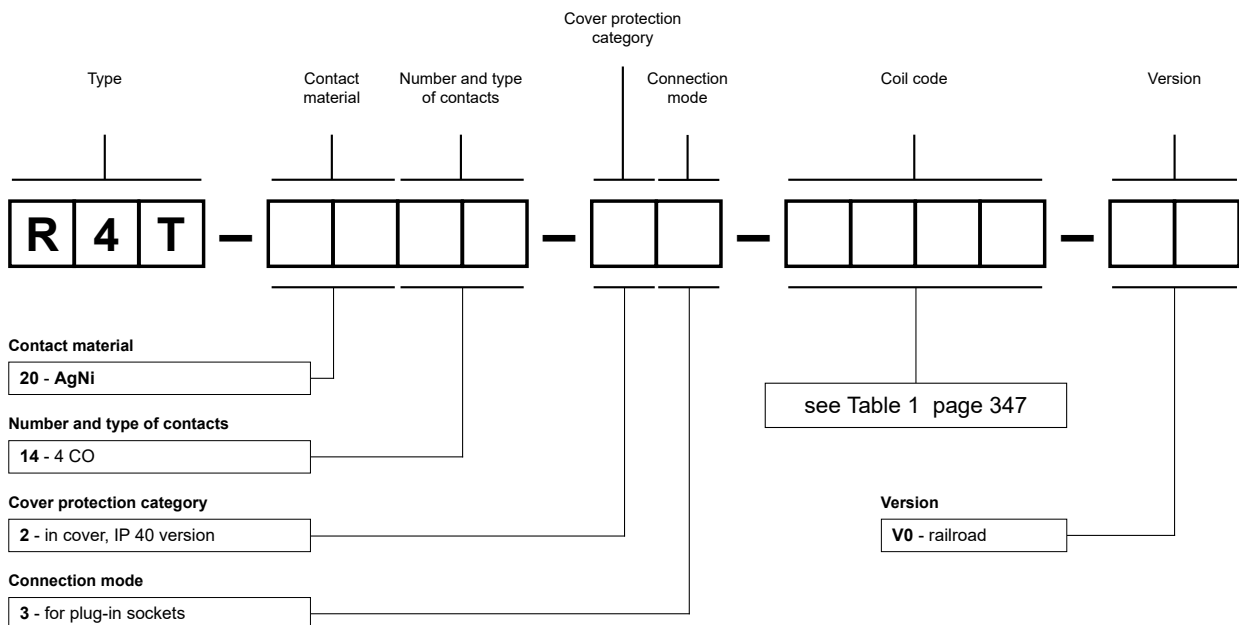 Cover protection
category
Type
Contact
material
Number and type
of contacts
Connection
mode
Coil code
Version
R 4 T – – – –
Contact material
20 - AgNi
see Table 1 page 347
Number and type of contacts
14 - 4 CO
Cover protection category
2 - in cover, IP 40 version
Version
V0 - railroad
Connection mode
3 - for plug-in sockets